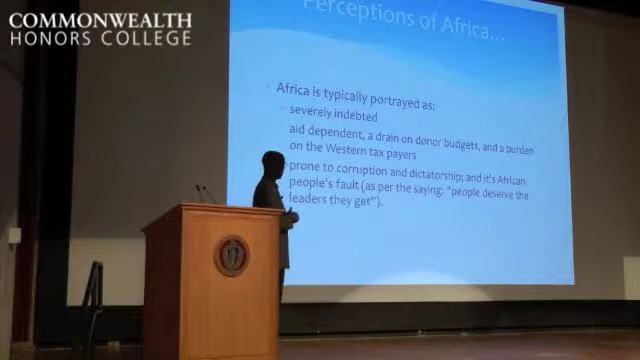 COMMONWEALTH
HONORS COLLEGE
Perceptions of Africa...
Africa is typically portrayed as:
severely indebted
aid dependent, a drain on donor budgets, and a burden
on the Western tax payers
prone to corruption and dictatorship; and it's African
people's fault (as per the saying: "people deserve the
leaders they get").